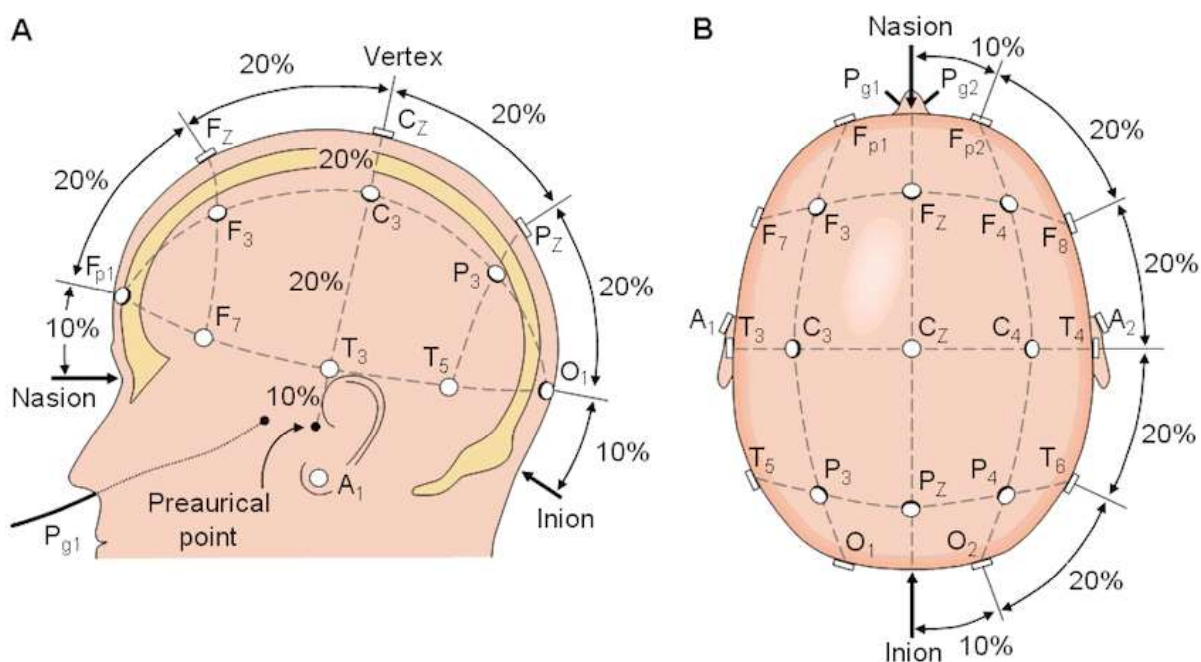 A
Vertex
20%
F_Z
C_Z
20%
20%
20%
F_3
C_3
P_Z
F_p1
20%
P_3
20%
10%
F_7
T_3
T_5
O_1
Nasion
10%
10%
A_1
Preaurical
point
Inion
P_g1
B
Nasion
10%
P_g1
P_g2
F_p1
F_p2
20%
F_7
F_3
F_Z
F_4
F_8
20%
A_1
T_3
C_3
C_Z
C_4
T_4
A_2
20%
T_5
P_3
P_Z
P_4
T_6
O_1
O_2
20%
Inion
10%